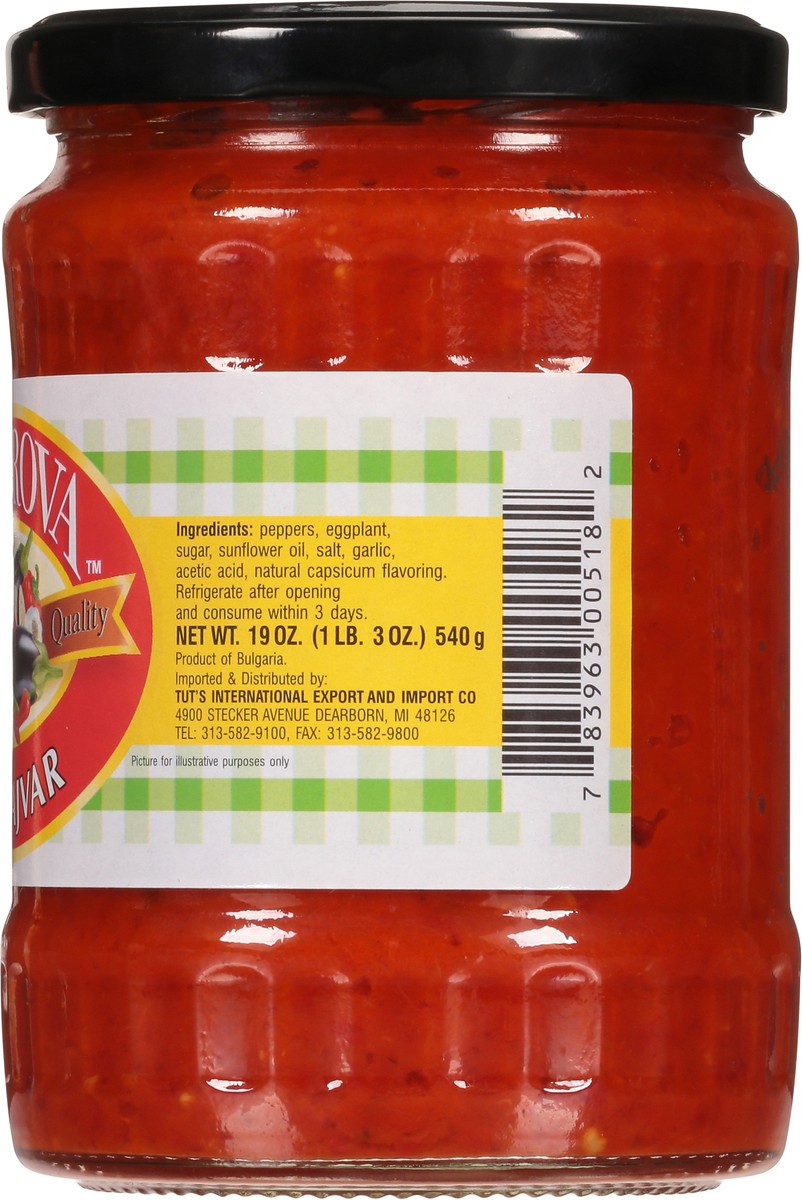 ROVA
TM
Quality
AJVAR
Ingredients: peppers, eggplant,
sugar, sunflower oil, salt, garlic,
acetic acid, natural capsicum flavoring.
Refrigerate after opening
and consume within 3 days.
NET WT. 19 OZ. (1 LB. 3 OZ.) 540 g
Product of Bulgaria.
Imported & Distributed by:
TUT'S INTERNATIONAL EXPORT AND IMPORT CO
4900 STECKER AVENUE DEARBORN, MI 48126
TEL: 313-582-9100, FAX: 313-582-9800
Picture for illustrative purposes only
7 83963 00518 2